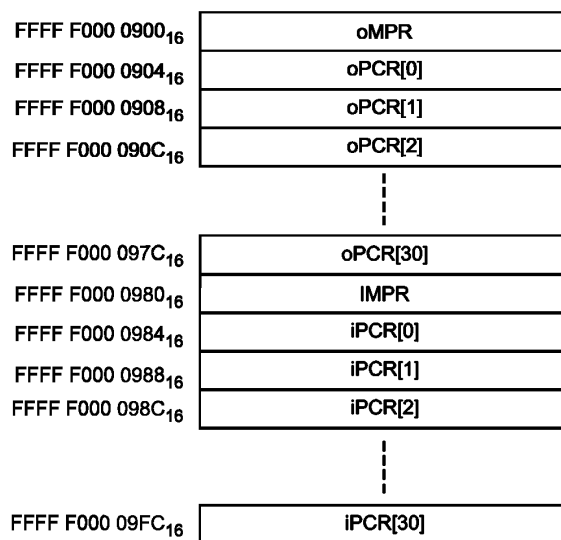 FFFF F000 0900₁₆ oMPR
FFFF F000 0904₁₆ oPCR[0]
FFFF F000 0908₁₆ oPCR[1]
FFFF F000 090C₁₆ oPCR[2]
FFFF F000 097C₁₆ oPCR[30]
FFFF F000 0980₁₆ IMPR
FFFF F000 0984₁₆ iPCR[0]
FFFF F000 0988₁₆ iPCR[1]
FFFF F000 098C₁₆ iPCR[2]
FFFF F000 09FC₁₆ iPCR[30]